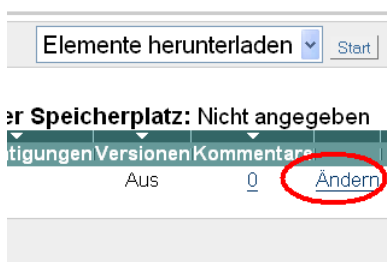 Elemente herunterladen Start
er Speicherplatz: Nicht angegeben
tigungen Versionen Kommentare
Aus 0 Ändern